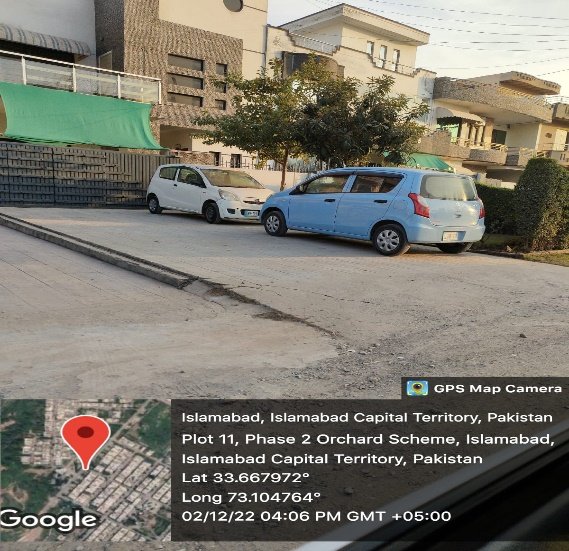 GPS Map Camera
Islamabad, Islamabad Capital Territory, Pakistan
Plot 11, Phase 2 Orchard Scheme, Islamabad,
Islamabad Capital Territory, Pakistan
Lat 33.667972°
Long 73.104764°
02/12/22 04:06 PM GMT +05:00
Google